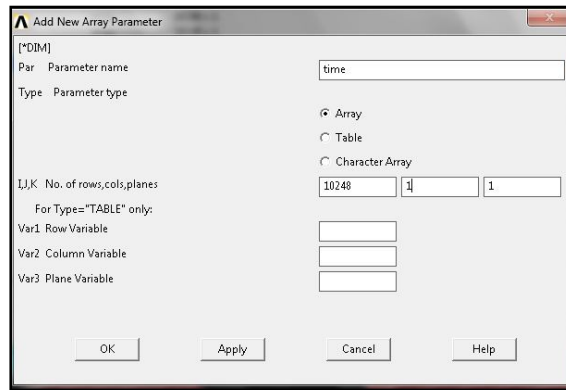 Add New Array Parameter
[*DIM]
Par Parameter name time
Type Parameter type
Array
Table
Character Array
I,J,K No. of rows,cols,planes 10248 1 1
For Type="TABLE" only:
Var1 Row Variable
Var2 Column Variable
Var3 Plane Variable
OK Apply Cancel Help